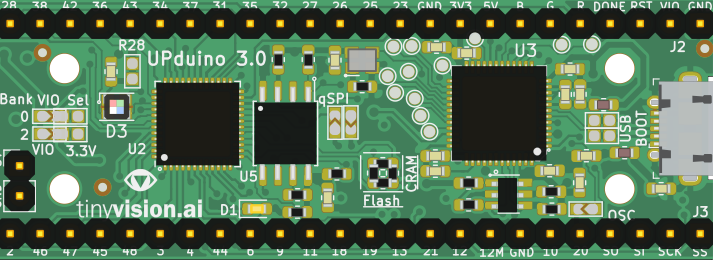 28 38 42 36 43 34 37 31 35 32 27 26 25 23 GND 3V3 5V B G R DONE RST VIO GND
R28
UPduino 3.0
U3
J2
Bank VIO Sel
0
2
VIO 3.3V
D3
U2
qSPI
U5
CRAM
Flash
USB
BOOT
tinyvision.ai
D1
OSC
J3
2 46 47 45 48 3 4 44 6 9 11 18 19 13 21 12 12M GND 10 20 SO SI SCK SS